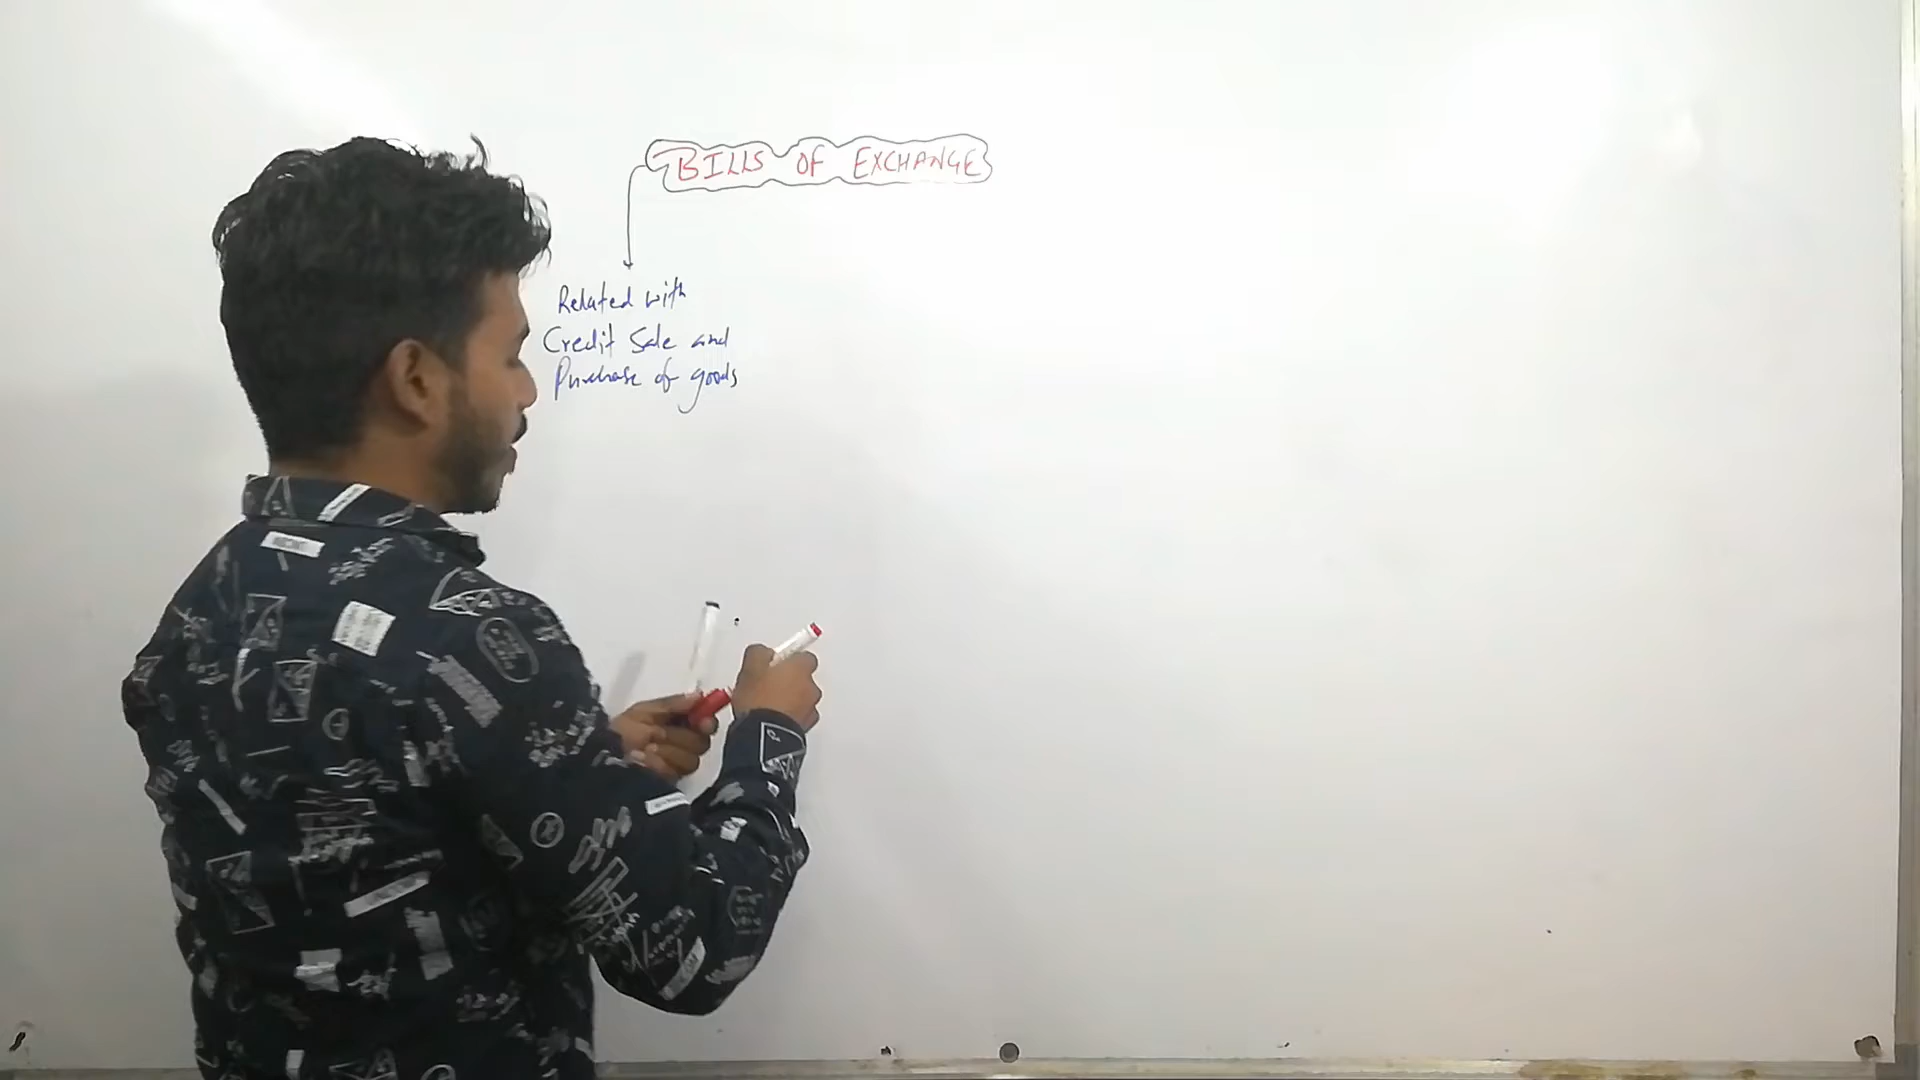 BILLS OF EXCHANGE
Related with
Credit Sale and
Purchase of goods